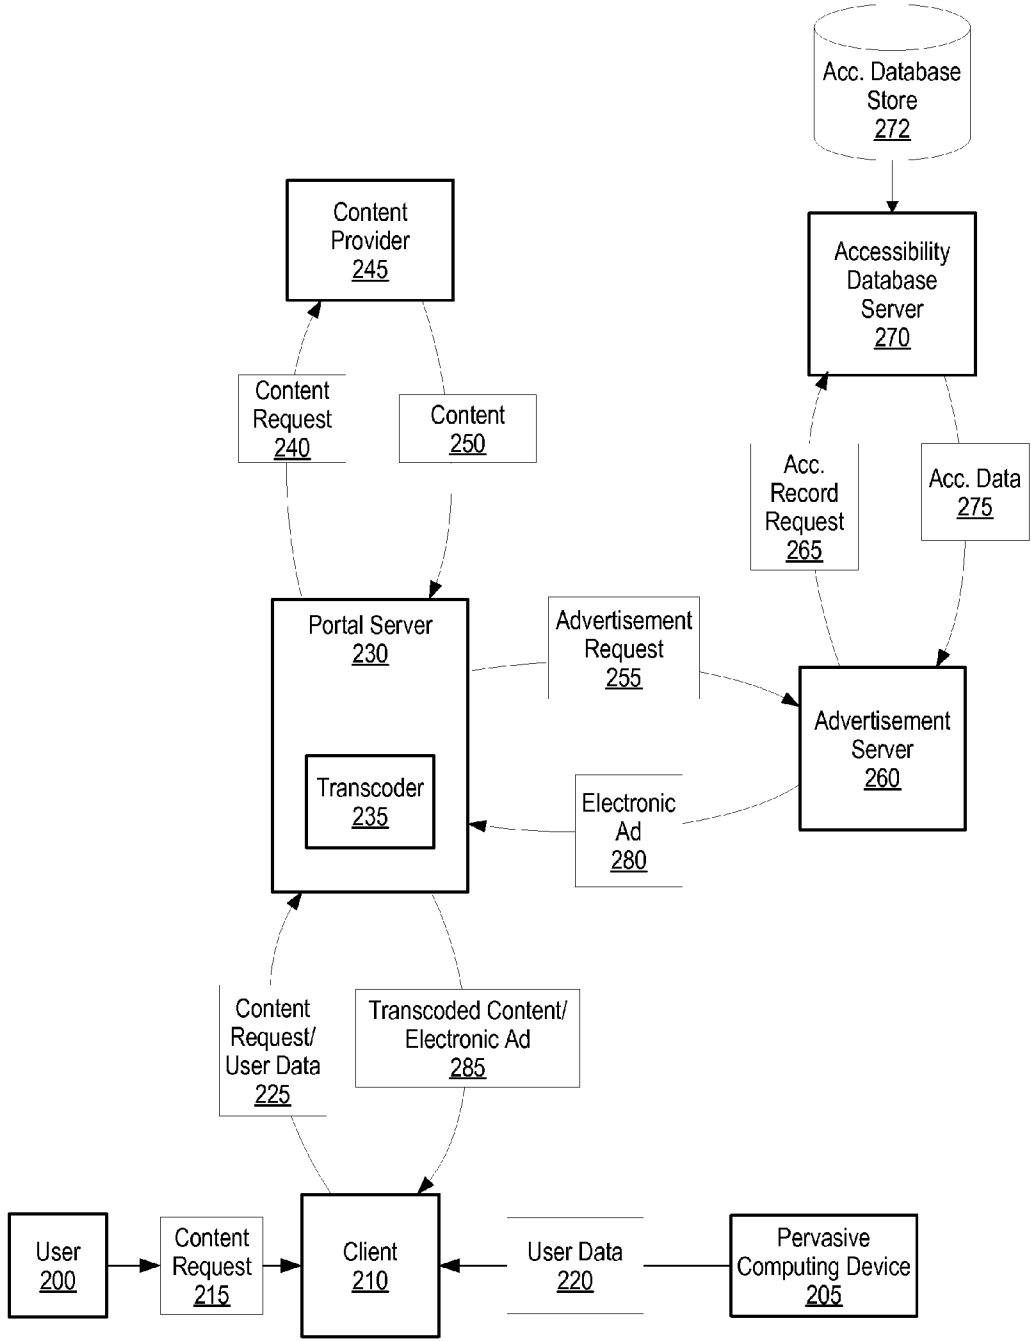 Acc. Database
Store
272
Content
Provider
245
Accessibility
Database
Server
270
Content
Request
240
Content
250
Acc.
Record
Request
265
Acc. Data
275
Portal Server
230
Advertisement
Request
255
Advertisement
Server
260
Transcoder
235
Electronic
Ad
280
Content
Request/
User Data
225
Transcoded Content/
Electronic Ad
285
User
200
Content
Request
215
Client
210
User Data
220
Pervasive
Computing Device
205